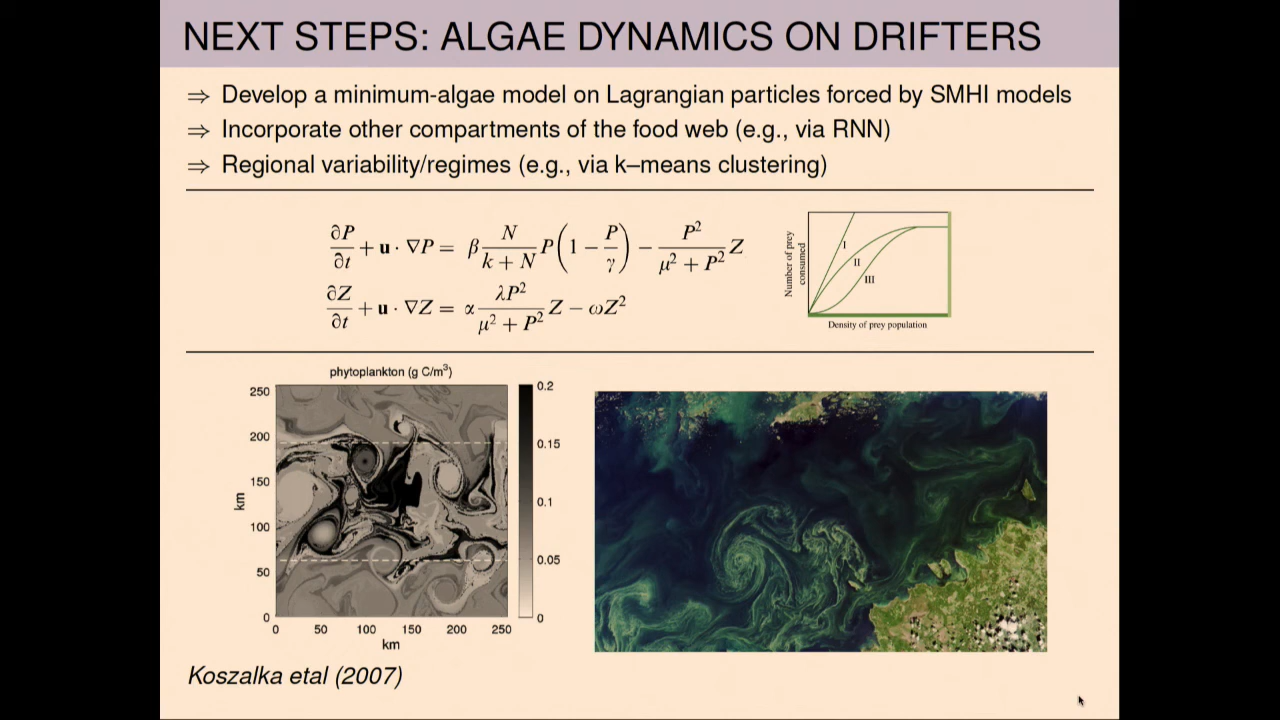 NEXT STEPS: ALGAE DYNAMICS ON DRIFTERS
⇒ Develop a minimum-algae model on Lagrangian particles forced by SMHI models
⇒ Incorporate other compartments of the food web (e.g., via RNN)
⇒ Regional variability/regimes (e.g., via k–means clustering)
∂P/∂t + u · ∇P = β N/(k + N) P(1 − P/γ) − P²/(μ² + P²) Z
∂Z/∂t + u · ∇Z = α λP²/(μ² + P²) Z − ωZ²
Number of prey
consumed
I
II
III
Density of prey population
phytoplankton (g C/m³)
250
200
150
100
50
0
km
0 50 100 150 200 250
km
0.2
0.15
0.1
0.05
0
Koszalka etal (2007)